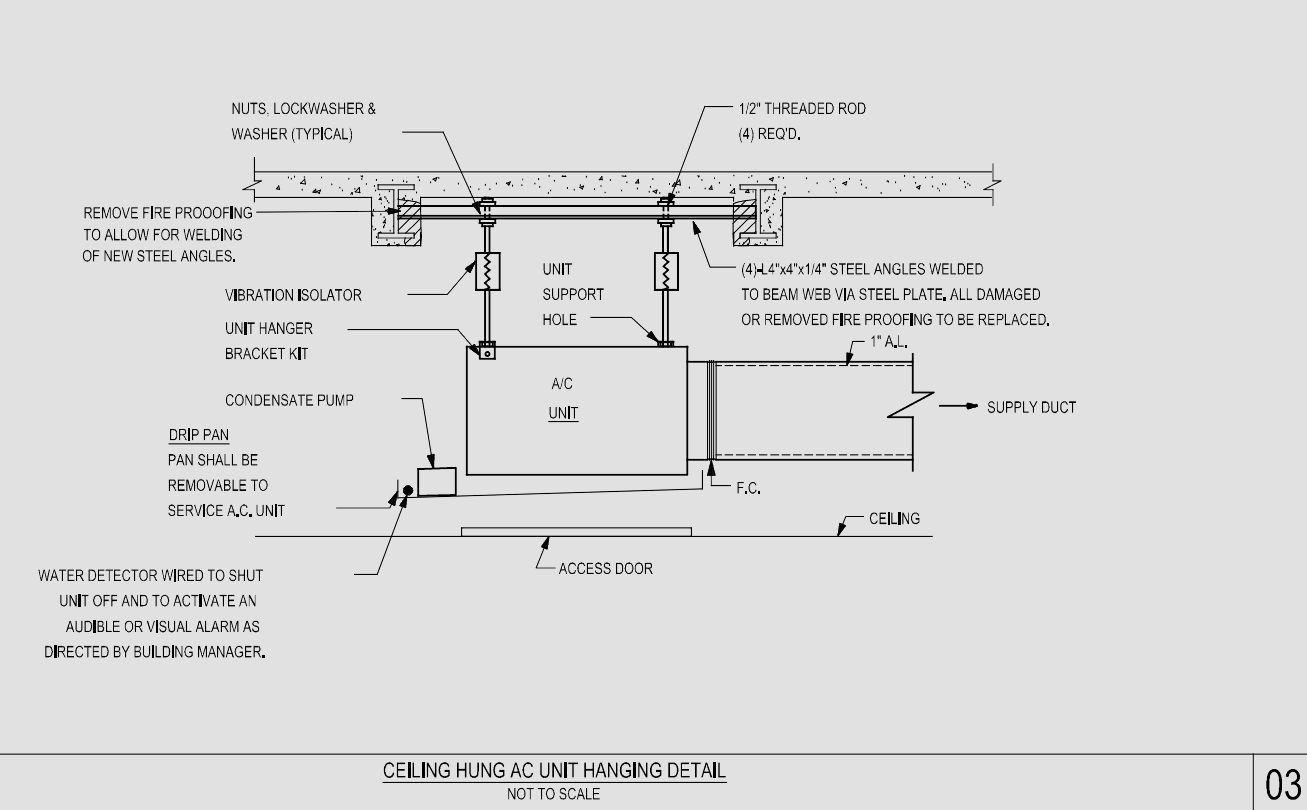 NUTS, LOCKWASHER &
WASHER (TYPICAL)
1/2" THREADED ROD
(4) REQ'D.
REMOVE FIRE PROOOFING
TO ALLOW FOR WELDING
OF NEW STEEL ANGLES.
VIBRATION ISOLATOR
UNIT
SUPPORT
HOLE
(4)-L4"x4"x1/4" STEEL ANGLES WELDED
TO BEAM WEB VIA STEEL PLATE. ALL DAMAGED
OR REMOVED FIRE PROOFING TO BE REPLACED.
UNIT HANGER
BRACKET KIT
1" A.L.
A/C
UNIT
CONDENSATE PUMP
SUPPLY DUCT
DRIP PAN
PAN SHALL BE
REMOVABLE TO
SERVICE A.C. UNIT
F.C.
CEILING
ACCESS DOOR
WATER DETECTOR WIRED TO SHUT
UNIT OFF AND TO ACTIVATE AN
AUDIBLE OR VISUAL ALARM AS
DIRECTED BY BUILDING MANAGER.
CEILING HUNG AC UNIT HANGING DETAIL
NOT TO SCALE
03